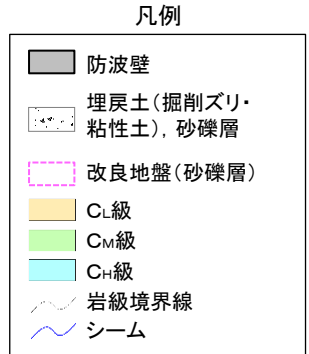 凡例
防波壁
埋戻土(掘削ズリ・
粘性土),砂礫層
改良地盤(砂礫層)
CL級
CM級
CH級
岩級境界線
シーム